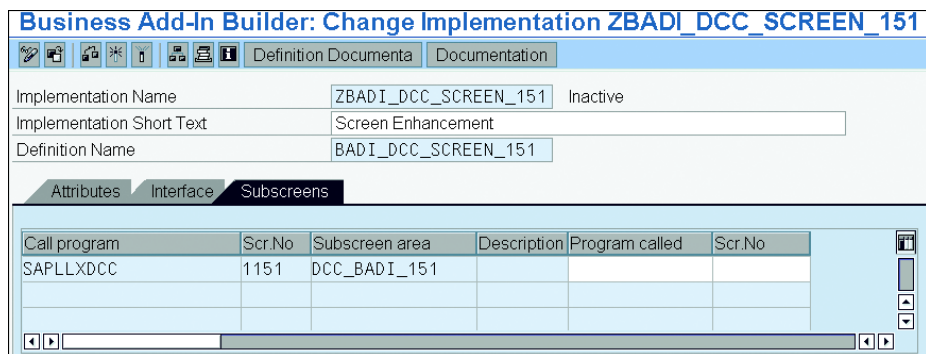 Business Add-In Builder: Change Implementation ZBADI_DCC_SCREEN_151
Definition Documenta Documentation
Implementation Name ZBADI_DCC_SCREEN_151 Inactive
Implementation Short Text Screen Enhancement
Definition Name BADI_DCC_SCREEN_151
Attributes Interface Subscreens
Call program Scr.No Subscreen area Description Program called Scr.No
SAPLLXDCC 1151 DCC_BADI_151